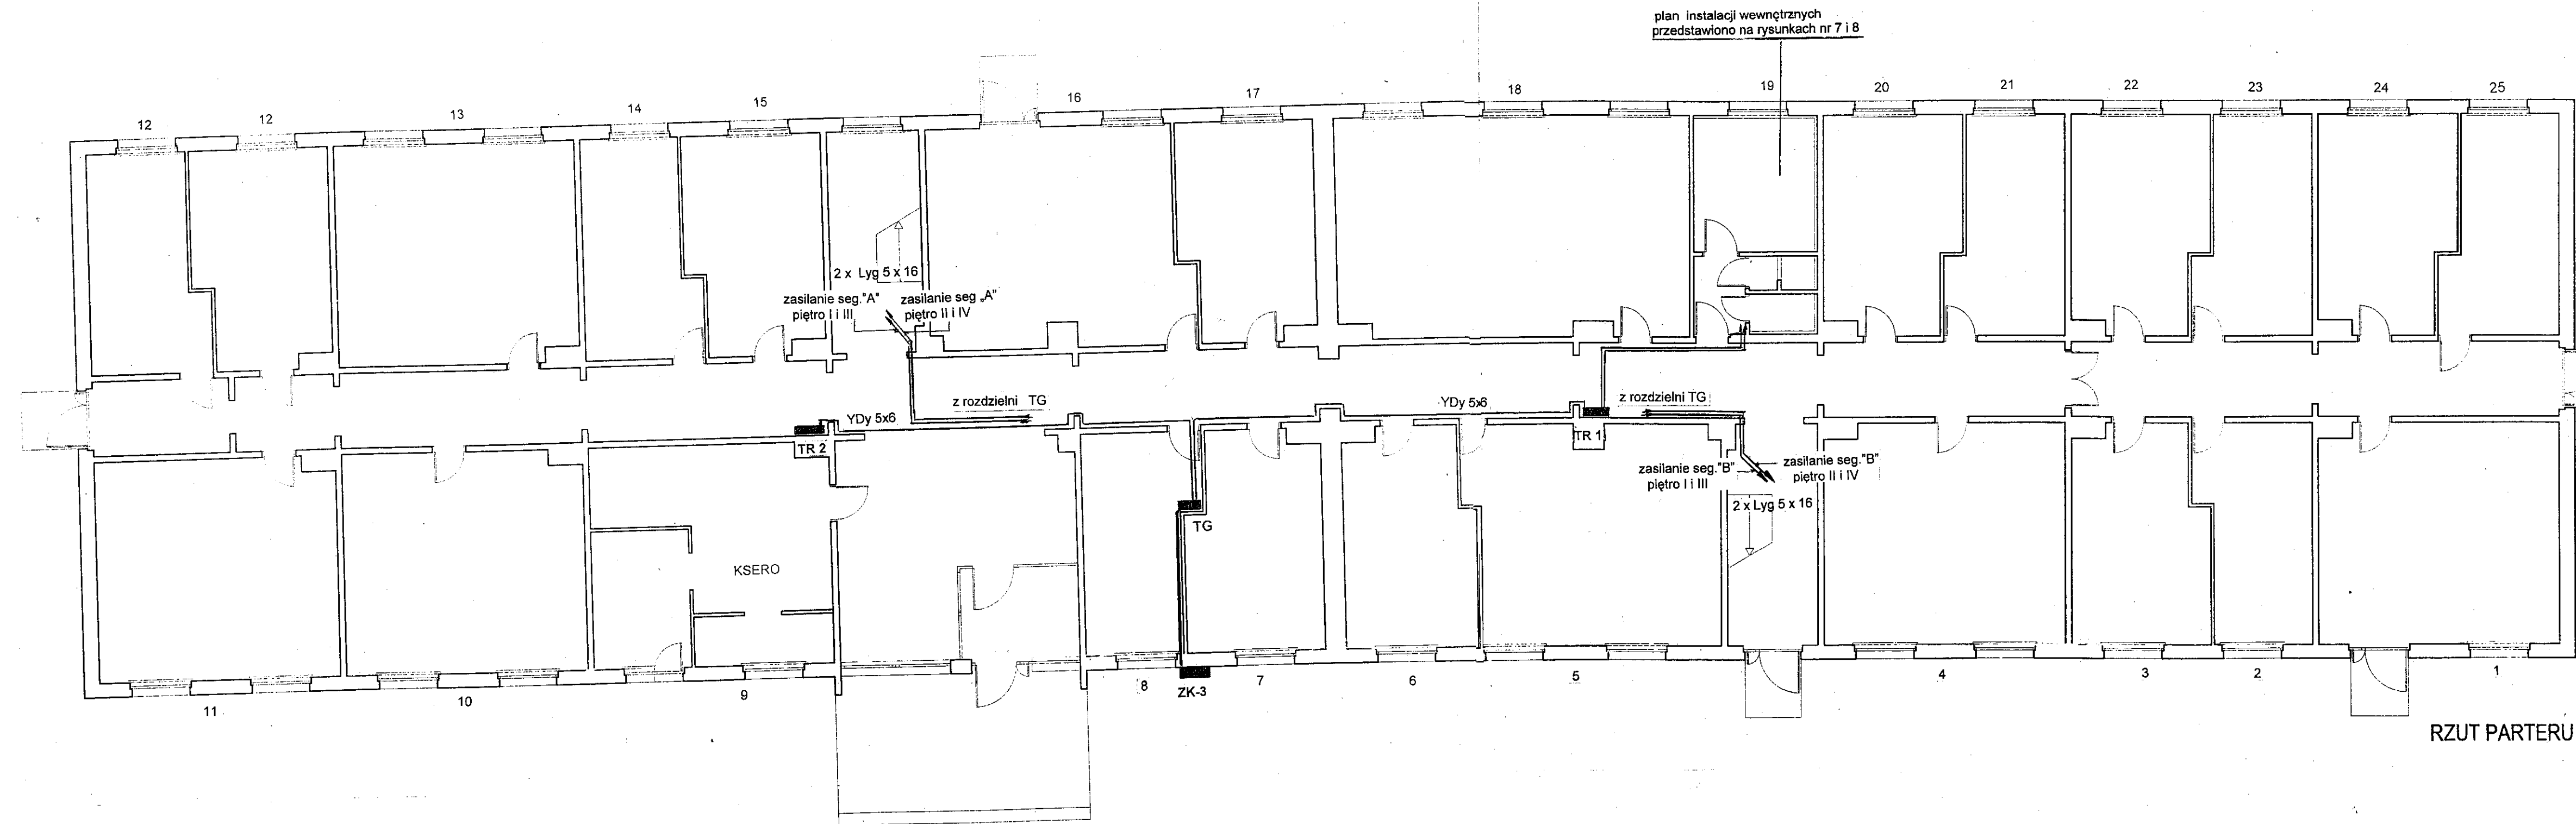 plan instalacji wewnętrznych
przedstawiono na rysunkach nr 7 i 8
12
12
13
14
15
16
17
18
19
20
21
22
23
24
25
2 x Lyg 5 x 16
zasilanie seg."A"
piętro I i III
zasilanie seg „A"
piętro II i IV
z rozdzielni TG
YDy 5x6
TR 2
YDy 5x6
z rozdzielni TG
TR 1
zasilanie seg."B"
piętro I i III
zasilanie seg."B"
piętro II i IV
2 x Lyg 5 x 16
TG
KSERO
11
10
9
8
ZK-3
7
6
5
4
3
2
1
RZUT PARTERU